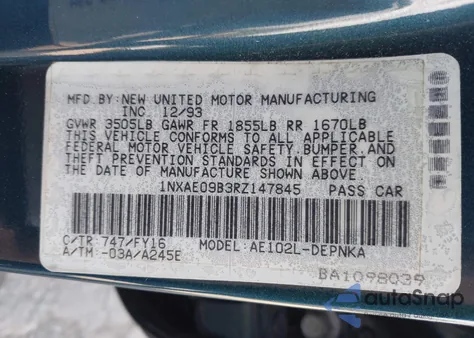 MFD.BY:NEW UNITED MOTOR MANUFACTURING
INC. 12/93
GVWR 3505LB GAWR FR 1855LB RR 1670LB
THIS VEHICLE CONFORMS TO ALL APPLICABLE
FEDERAL MOTOR VEHICLE SAFETY,BUMPER,AND
THEFT PREVENTION STANDARDS IN EFFECT ON
THE DATE OF MANUFACTURE SHOWN ABOVE.
1NXAE09B3RZ147845 PASS CAR
C/TR:747/FY16 MODEL:AE102L-DEPNKA
A/TM:-03A/A245E
BA1098039
autoSnap